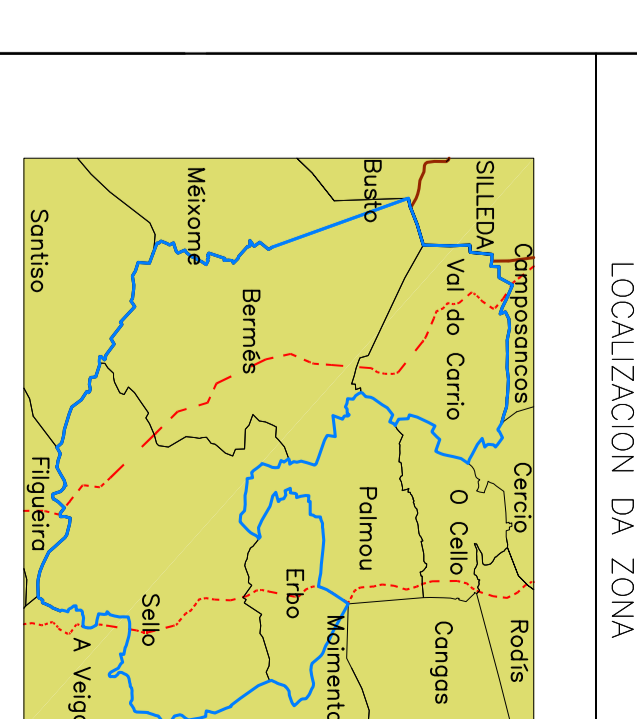 LOCALIZACION DA ZONA
SILLEDA
Camposancos
Busto
Méixome
Santiso
Val do Carrio
Bermés
Cercio
O Cello
Palmou
Filgueira
Erbo
Sello
Moimenta
Rodís
Cangas
A Veiga